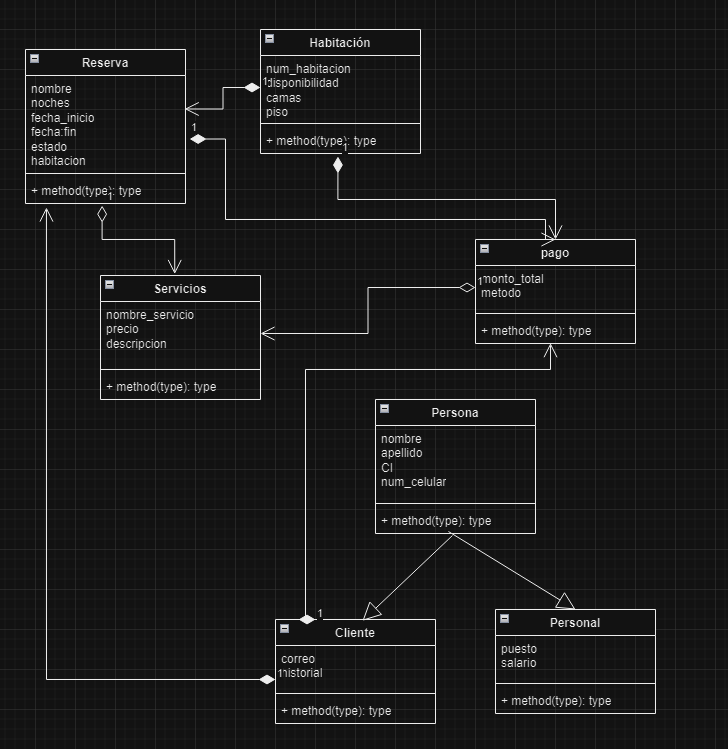 Reserva
nombre
noches
fecha_inicio
fecha:fin
estado
habitacion
+ method(type): type
1
1
Habitación
num_habitacion
1
disponibilidad
camas
piso
+ method(type): type
1
Servicios
nombre_servicio
precio
descripcion
+ method(type): type
pago
1
monto_total
metodo
+ method(type): type
Persona
nombre
apellido
CI
num_celular
+ method(type): type
1
Cliente
correo
1
historial
+ method(type): type
Personal
puesto
salario
+ method(type): type